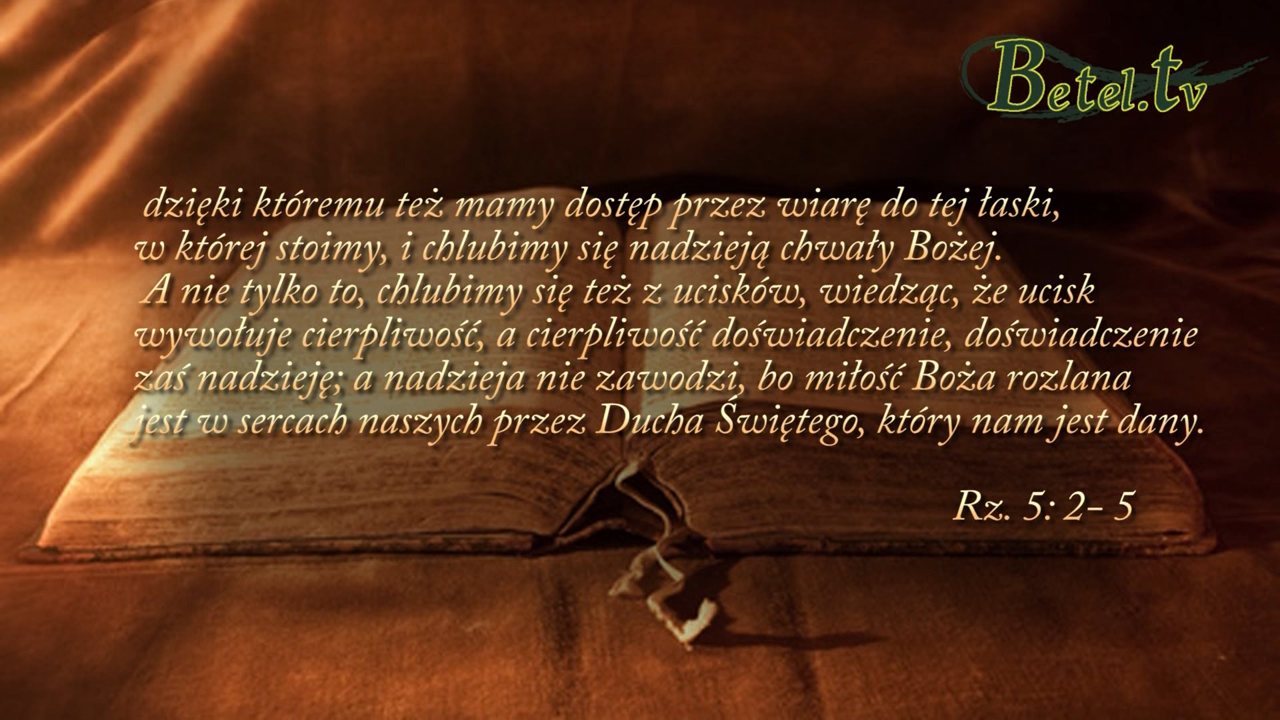 Betel.tv
dzięki któremu też mamy dostęp przez wiarę do tej łaski,
w której stoimy, i chlubimy się nadzieją chwały Bożej.
A nie tylko to, chlubimy się też z ucisków, wiedząc, że ucisk
wywołuje cierpliwość, a cierpliwość doświadczenie, doświadczenie
zaś nadzieję; a nadzieja nie zawodzi, bo miłość Boża rozlana
jest w sercach naszych przez Ducha Świętego, który nam jest dany.
Rz. 5: 2- 5